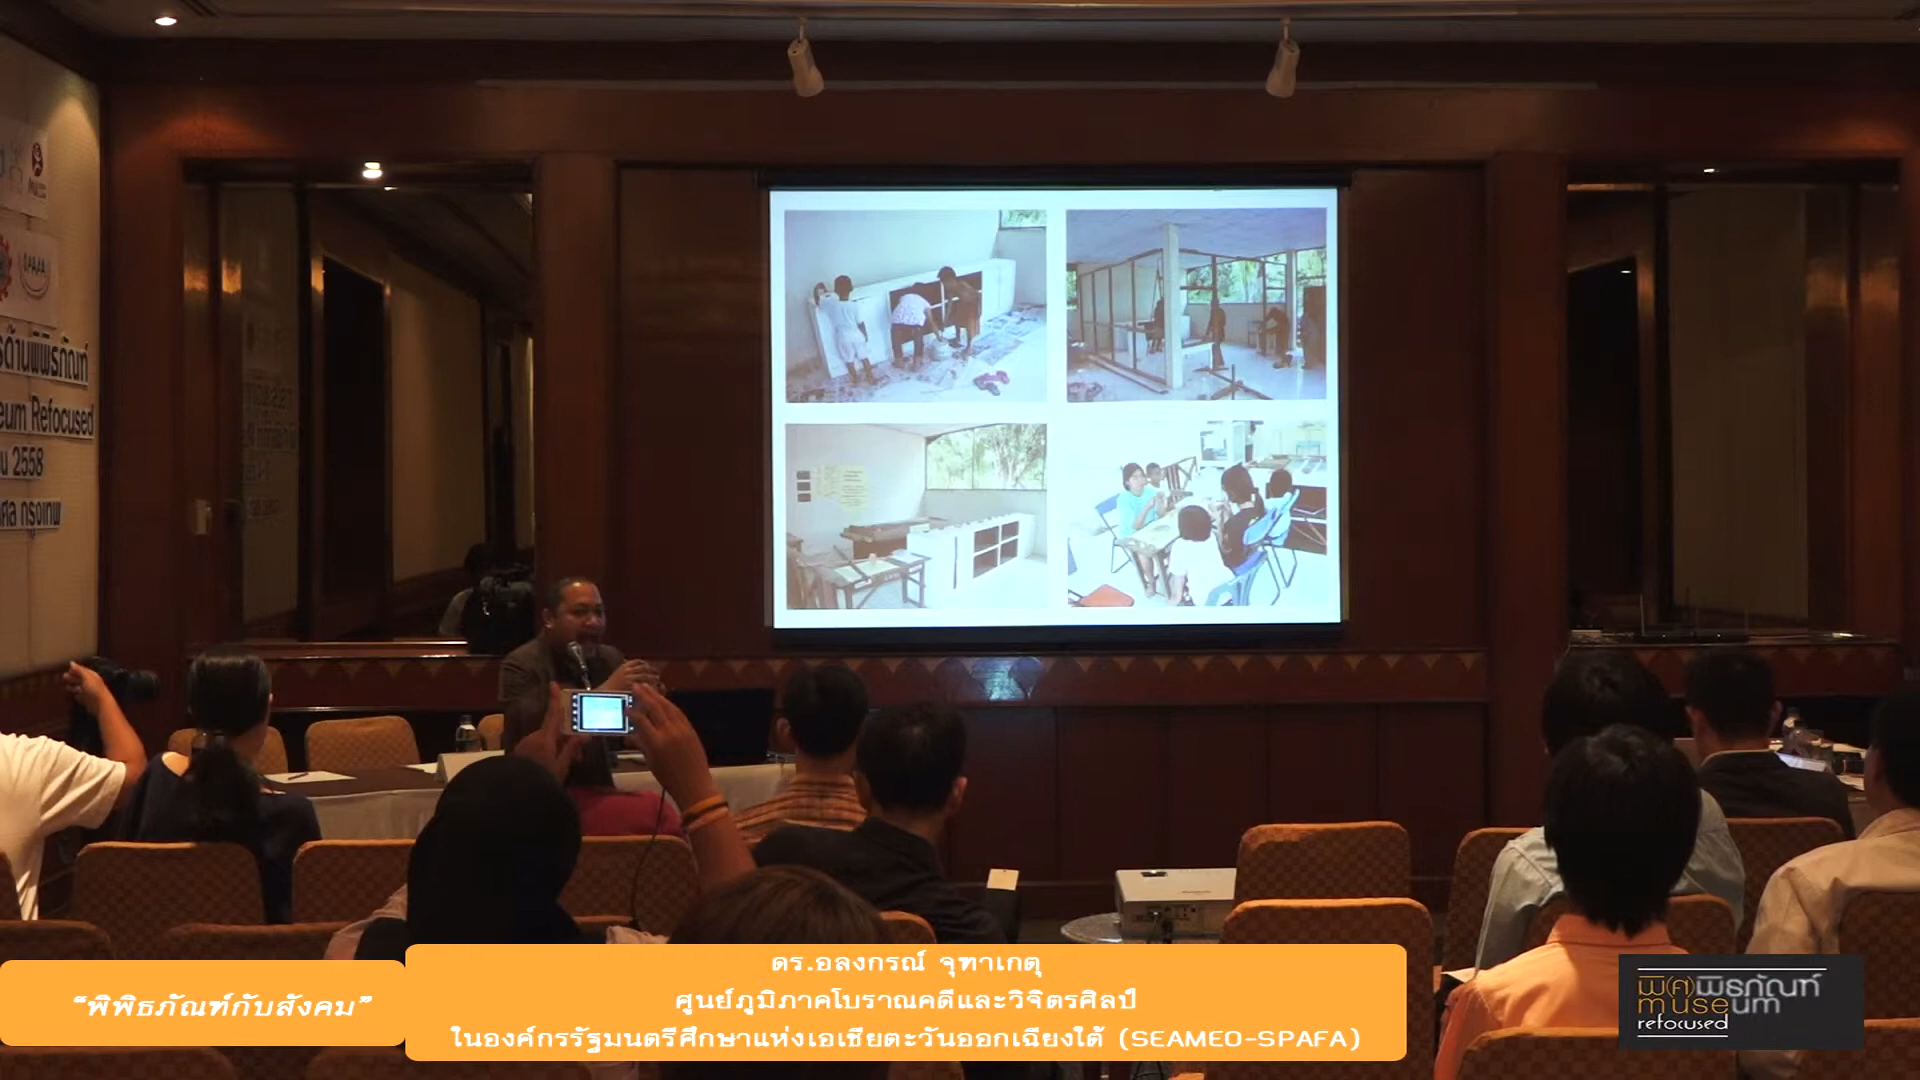 พิพิธภัณฑ์
eum Refocused
น 2558
กรุงเทพ
“พิพิธภัณฑ์กับสังคม”
ดร.อลงกรณ์ จุฑาเกตุ
ศูนย์ภูมิภาคโบราณคดีและวิจิตรศิลป์
ในองค์กรรัฐมนตรีศึกษาแห่งเอเชียตะวันออกเฉียงใต้ (SEAMEO-SPAFA)
พิ(ศ)พิธภัณฑ์
museum
refocused